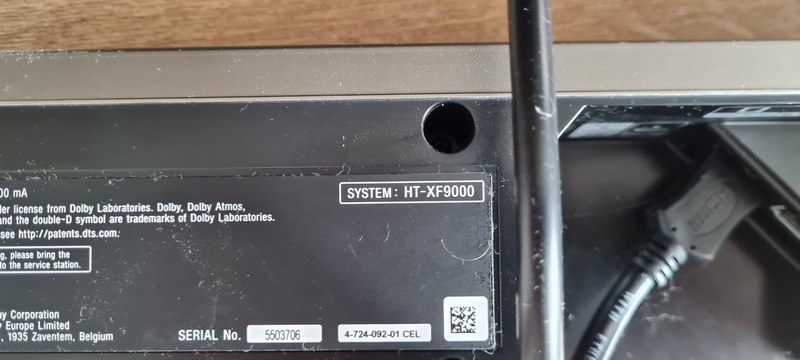 00 mA
SYSTEM: HT-XF9000
der license from Dolby Laboratories. Dolby, Dolby Atmos,
and the double-D symbol are trademarks of Dolby Laboratories.
see http://patents.dts.com.
g, please bring the
to the service station.
ny Corporation
y Europe Limited
, 1935 Zaventem, Belgium
SERIAL No. 5503706 4-724-092-01 CEL